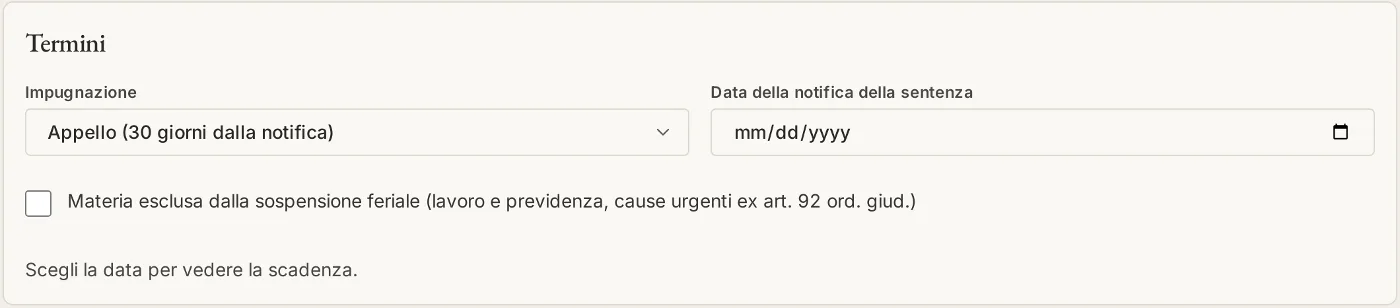 Termini
Impugnazione
Data della notifica della sentenza
Appello (30 giorni dalla notifica)
mm/dd/yyyy
Materia esclusa dalla sospensione feriale (lavoro e previdenza, cause urgenti ex art. 92 ord. giud.)
Scegli la data per vedere la scadenza.